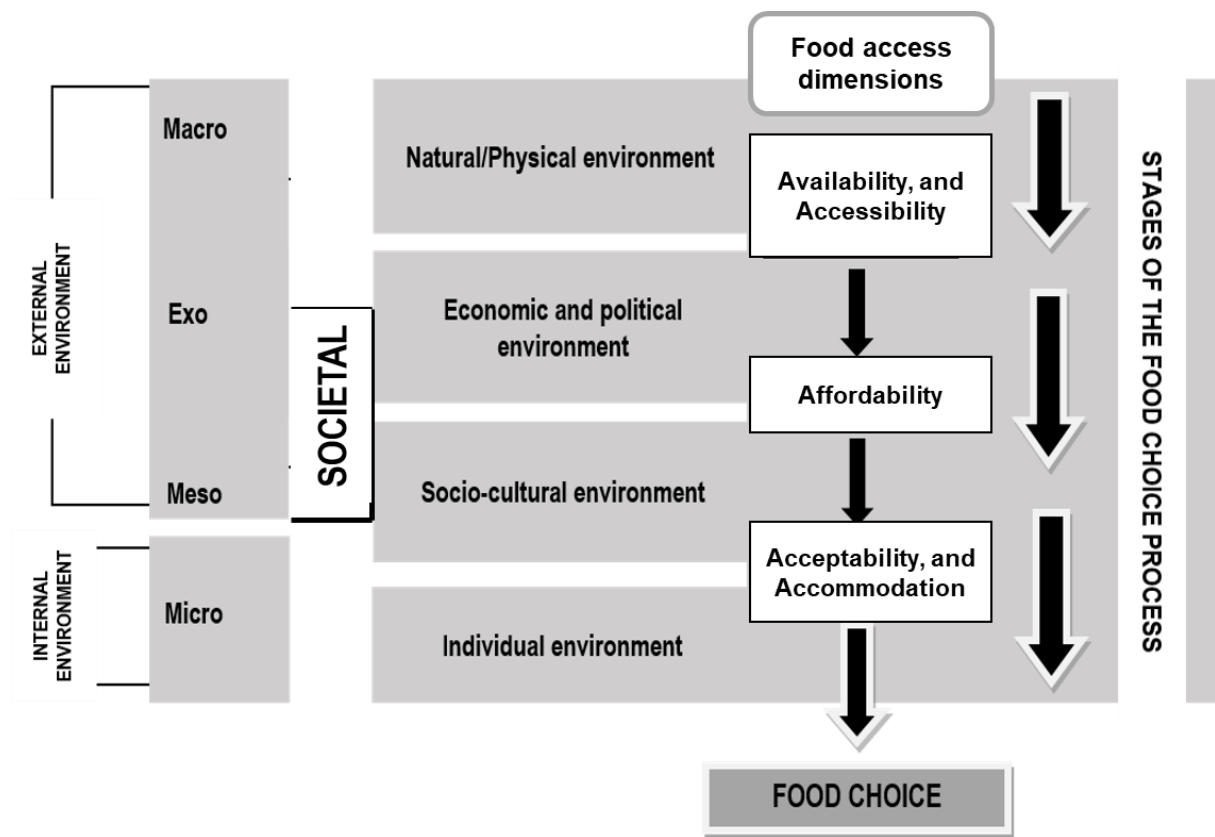 Food access
dimensions
Macro
Natural/Physical environment
Availability, and
Accessibility
EXTERNAL
ENVIRONMENT
Exo
SOCIETAL
Economic and political
environment
Affordability
Meso
Socio-cultural environment
Acceptability, and
Accommodation
INTERNAL
ENVIRONMENT
Micro
Individual environment
STAGES OF THE FOOD CHOICE PROCESS
FOOD CHOICE